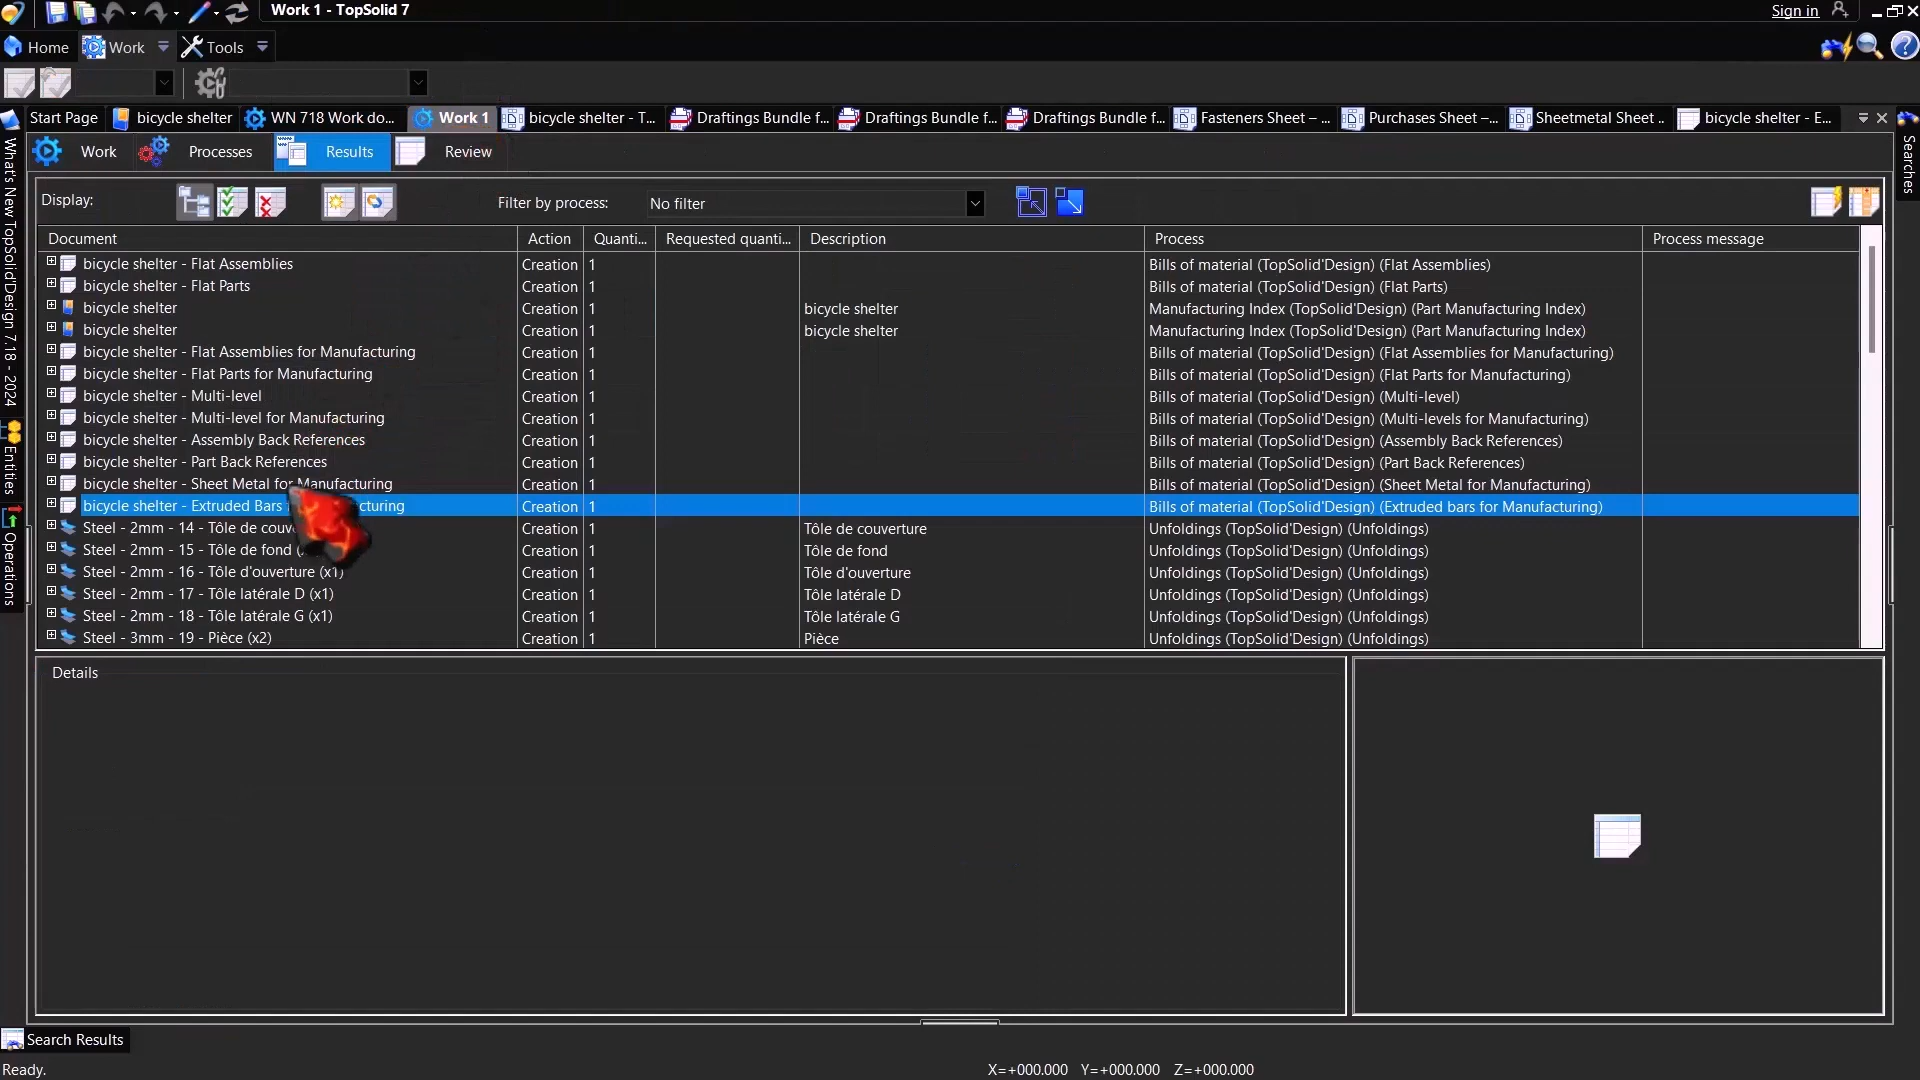 Work 1 - TopSolid 7
Sign in
Home Work Tools
Start Page bicycle shelter WN 718 Work do... Work 1 bicycle shelter - T... Draftings Bundle f... Draftings Bundle f... Draftings Bundle f... Fasteners Sheet – ... Purchases Sheet –... Sheetmetal Sheet .. bicycle shelter - E...
Work Processes Results Review
What's New TopSolid'Design 7.18 - 2024
Entities
Operations
Searches
Display: Filter by process: No filter
Document Action Quanti... Requested quanti... Description Process Process message
bicycle shelter - Flat Assemblies Creation 1 Bills of material (TopSolid'Design) (Flat Assemblies)
bicycle shelter - Flat Parts Creation 1 Bills of material (TopSolid'Design) (Flat Parts)
bicycle shelter Creation 1 bicycle shelter Manufacturing Index (TopSolid'Design) (Part Manufacturing Index)
bicycle shelter Creation 1 bicycle shelter Manufacturing Index (TopSolid'Design) (Part Manufacturing Index)
bicycle shelter - Flat Assemblies for Manufacturing Creation 1 Bills of material (TopSolid'Design) (Flat Assemblies for Manufacturing)
bicycle shelter - Flat Parts for Manufacturing Creation 1 Bills of material (TopSolid'Design) (Flat Parts for Manufacturing)
bicycle shelter - Multi-level Creation 1 Bills of material (TopSolid'Design) (Multi-level)
bicycle shelter - Multi-level for Manufacturing Creation 1 Bills of material (TopSolid'Design) (Multi-levels for Manufacturing)
bicycle shelter - Assembly Back References Creation 1 Bills of material (TopSolid'Design) (Assembly Back References)
bicycle shelter - Part Back References Creation 1 Bills of material (TopSolid'Design) (Part Back References)
bicycle shelter - Sheet Metal for Manufacturing Creation 1 Bills of material (TopSolid'Design) (Sheet Metal for Manufacturing)
bicycle shelter - Extruded Bars cturing Creation 1 Bills of material (TopSolid'Design) (Extruded bars for Manufacturing)
Steel - 2mm - 14 - Tôle de couv Creation 1 Tôle de couverture Unfoldings (TopSolid'Design) (Unfoldings)
Steel - 2mm - 15 - Tôle de fond Creation 1 Tôle de fond Unfoldings (TopSolid'Design) (Unfoldings)
Steel - 2mm - 16 - Tôle d'ouverture (x1) Creation 1 Tôle d'ouverture Unfoldings (TopSolid'Design) (Unfoldings)
Steel - 2mm - 17 - Tôle latérale D (x1) Creation 1 Tôle latérale D Unfoldings (TopSolid'Design) (Unfoldings)
Steel - 2mm - 18 - Tôle latérale G (x1) Creation 1 Tôle latérale G Unfoldings (TopSolid'Design) (Unfoldings)
Steel - 3mm - 19 - Pièce (x2) Creation 1 Pièce Unfoldings (TopSolid'Design) (Unfoldings)
Details
Search Results
Ready. X=+000.000 Y=+000.000 Z=+000.000